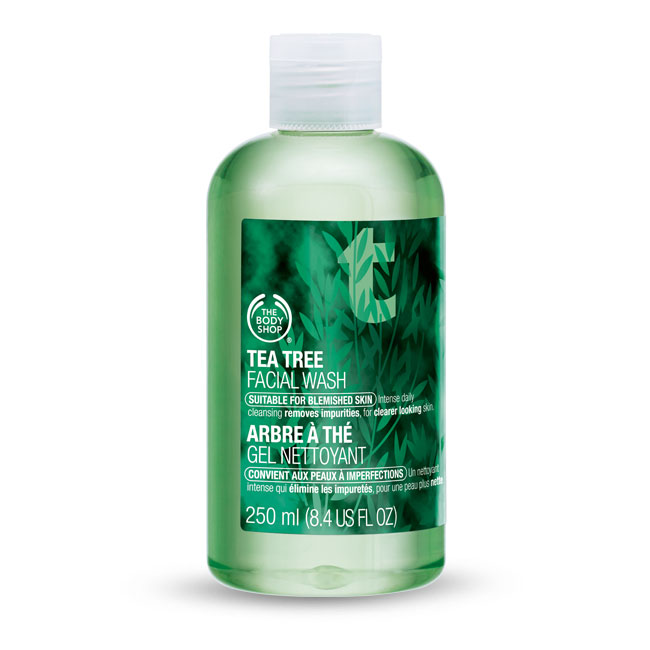 t
THE
BODY
SHOP®
TEA TREE
FACIAL WASH
SUITABLE FOR BLEMISHED SKIN Intense daily
cleansing removes impurities, for clearer looking skin.
ARBRE À THÉ
GEL NETTOYANT
CONVIENT AUX PEAUX À IMPERFECTIONS Un nettoyant
intense qui élimine les impuretés, pour une peau plus nette.
250 ml (8.4 US FL OZ)